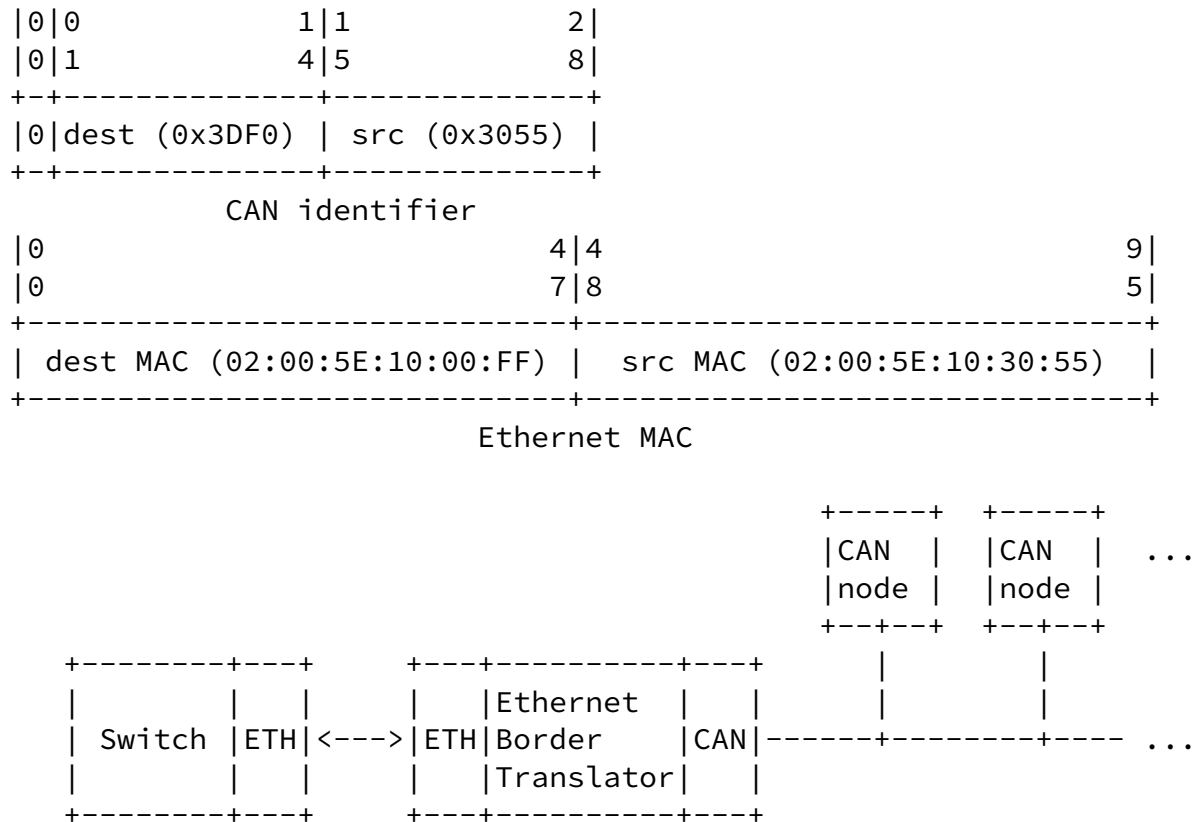 |0|0 1|1 2|
|0|1 4|5 8|
+-+--------------+--------------+
|0|dest (0x3DF0) | src (0x3055) |
+-+--------------+--------------+
CAN identifier
|0 4|4 9|
|0 7|8 5|
+------------------------------+-------------------------------+
| dest MAC (02:00:5E:10:00:FF) | src MAC (02:00:5E:10:30:55) |
+------------------------------+-------------------------------+
Ethernet MAC
+-----+ +-----+
|CAN | |CAN | ...
|node | |node |
+--+--+ +--+--+
+--------+---+ +---+----------+---+ | |
| | | | |Ethernet | | | |
| Switch |ETH|<--->|ETH|Border |CAN|------+--------+---- ...
| | | | |Translator| |
+--------+---+ +---+----------+---+